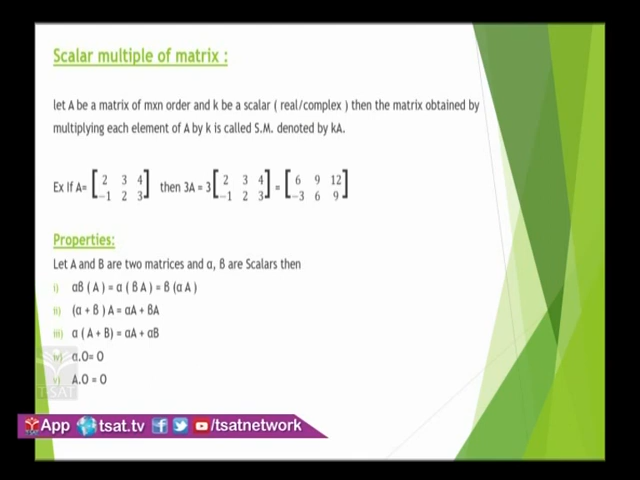 Scalar multiple of matrix :
let A be a matrix of mxn order and k be a scalar ( real/complex ) then the matrix obtained by
multiplying each element of A by k is called S.M. denoted by kA.
Ex If A= [ 2 3 4 ; −1 2 3 ] then 3A = 3 [ 2 3 4 ; −1 2 3 ] = [ 6 9 12 ; −3 6 9 ]
Properties:
Let A and B are two matrices and α, β are Scalars then
i) αβ ( A ) = α ( β A ) = β (α A )
ii) (α + β ) A = αA + βA
iii) α ( A + B) = αA + αB
iv) α.O= O
v) A.O = O
T-SAT
App tsat.tv /tsatnetwork